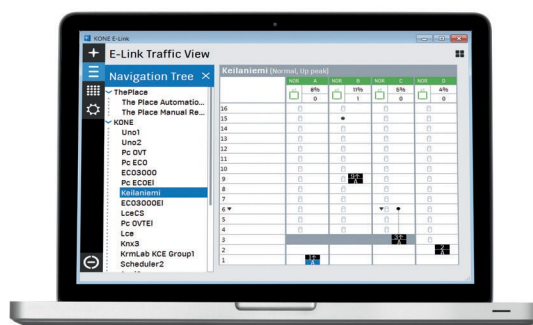 KONE E-Link
E-Link Traffic View
Navigation Tree
ThePlace
The Place Automatio...
The Place Manual Re...
KONE
Uno1
Uno2
Pc OVT
Pc ECO
ECO3000
Pc ECOEl
Keilaniemi
ECO3000El
LceCS
Pc OVTEl
Lce
Knx3
KrmLab KCE Group1
Scheduler2
Keilaniemi (Normal, Up peak)
NOR A NOR B NOR C NOR D
8% 11% 5% 4%
0 1 0 0
16
15
14
13
12
11
10
9
8
7
6
5
4
3
2
1